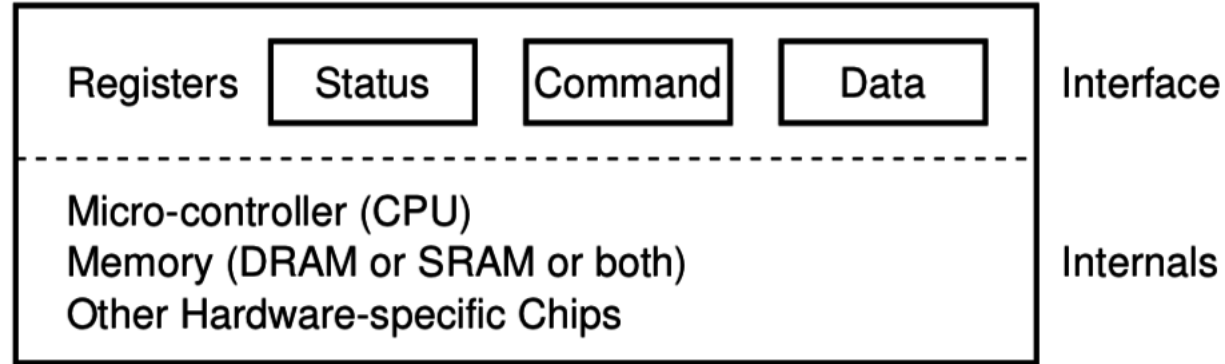 Registers Status Command Data Interface
Micro-controller (CPU)
Memory (DRAM or SRAM or both) Internals
Other Hardware-specific Chips